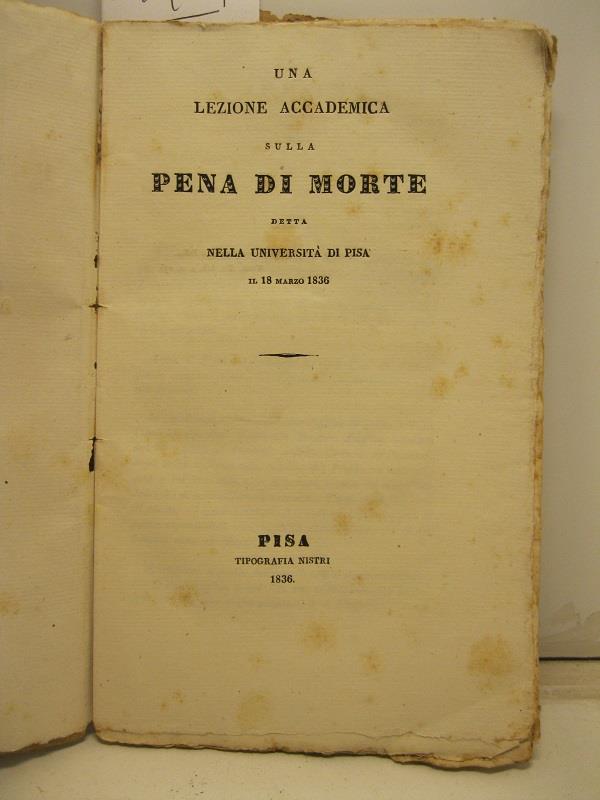 UNA
LEZIONE ACCADEMICA
SULLA
PENA DI MORTE
DETTA
NELLA UNIVERSITÀ DI PISA
IL 18 MARZO 1836
PISA
TIPOGRAFIA NISTRI
1836.